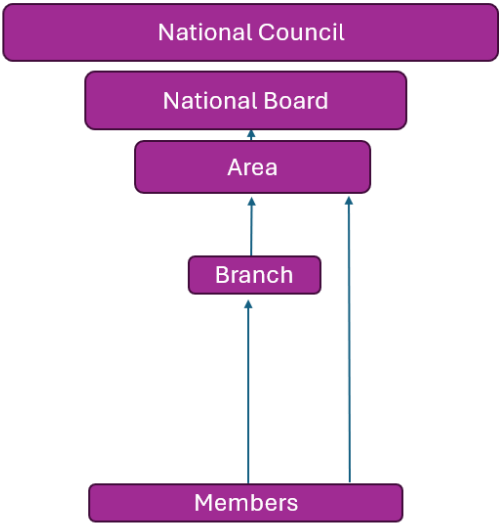 National Council
National Board
Area
Branch
Members